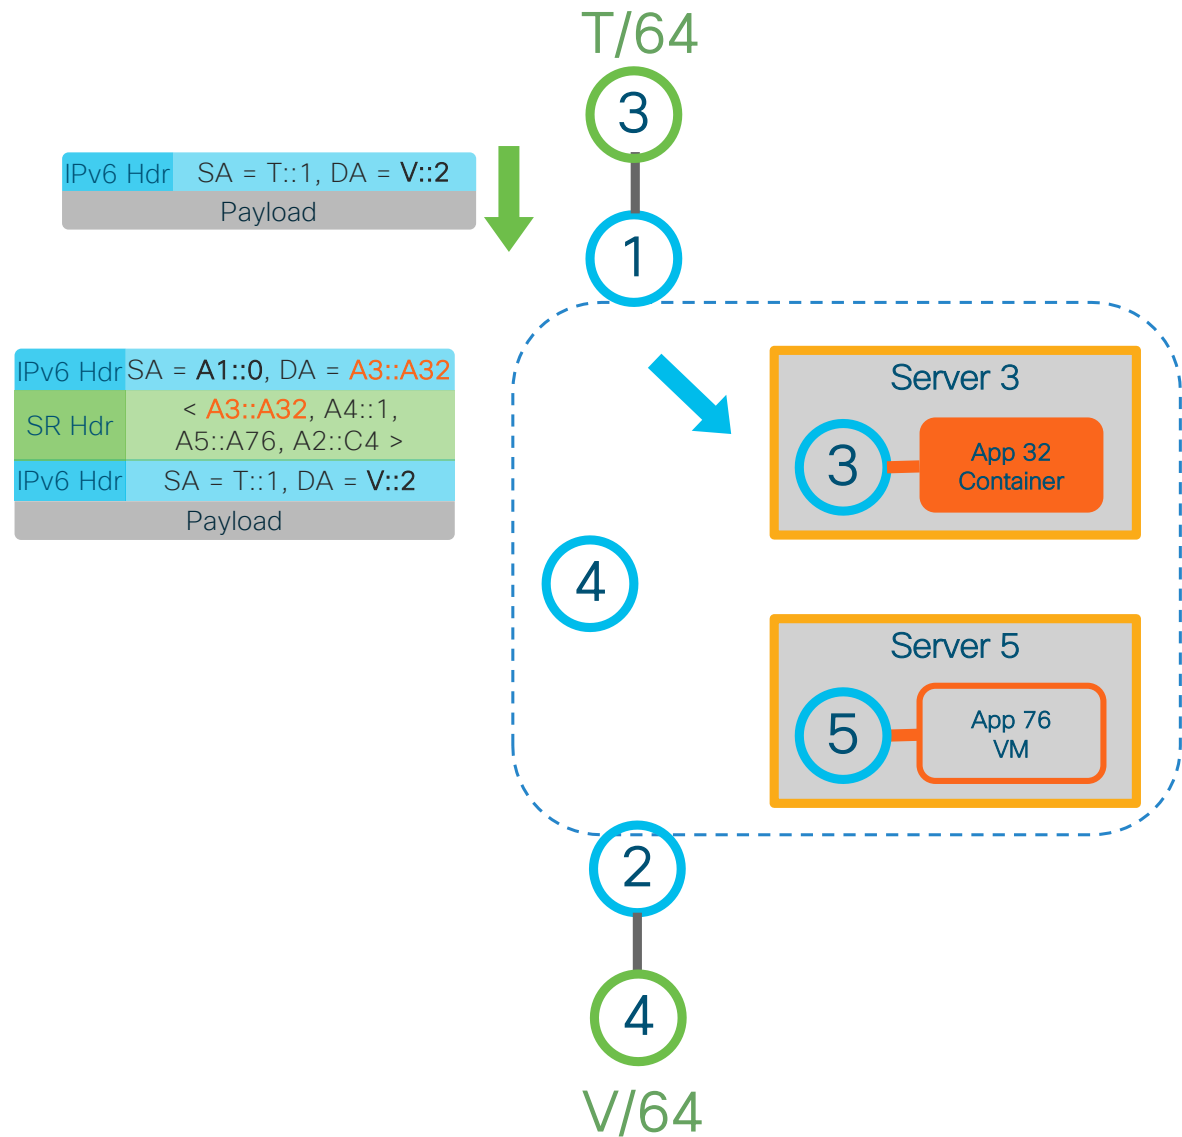 T/64
3
IPv6 Hdr SA = T::1, DA = V::2
Payload
1
IPv6 Hdr SA = A1::0, DA = A3::A32
SR Hdr
< A3::A32, A4::1,
A5::A76, A2::C4 >
IPv6 Hdr SA = T::1, DA = V::2
Payload
Server 3
3
App 32
Container
4
Server 5
5
App 76
VM
2
4
V/64